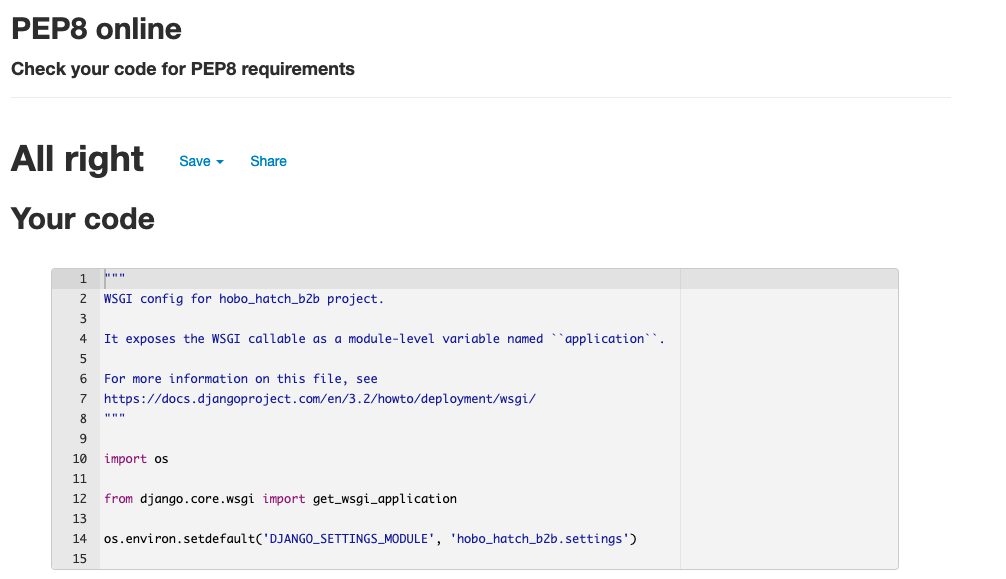 PEP8 online
Check your code for PEP8 requirements
All right Save Share
Your code
1 """
2 WSGI config for hobo_hatch_b2b project.
3
4 It exposes the WSGI callable as a module-level variable named ``application``.
5
6 For more information on this file, see
7 https://docs.djangoproject.com/en/3.2/howto/deployment/wsgi/
8 """
9
10 import os
11
12 from django.core.wsgi import get_wsgi_application
13
14 os.environ.setdefault('DJANGO_SETTINGS_MODULE', 'hobo_hatch_b2b.settings')
15